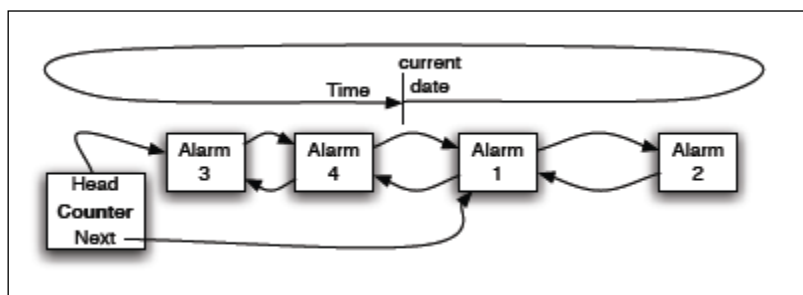 current
Time date
Alarm
3
Alarm
4
Alarm
1
Alarm
2
Head
Counter
Next